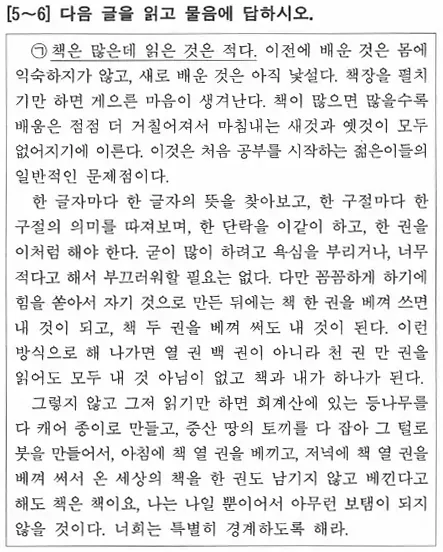 [5~6] 다음 글을 읽고 물음에 답하시오.
㉠ 책은 많은데 읽은 것은 적다. 이전에 배운 것은 몸에
익숙하지가 않고, 새로 배운 것은 아직 낯설다. 책장을 펼치
기만 하면 게으른 마음이 생겨난다. 책이 많으면 많을수록
배움은 점점 더 거칠어져서 마침내는 새것과 옛것이 모두
없어지기에 이른다. 이것은 처음 공부를 시작하는 젊은이들의
일반적인 문제점이다.
한 글자마다 한 글자의 뜻을 찾아보고, 한 구절마다 한
구절의 의미를 따져보며, 한 단락을 이같이 하고, 한 권을
이처럼 해야 한다. 굳이 많이 하려고 욕심을 부리거나, 너무
적다고 해서 부끄러워할 필요는 없다. 다만 꼼꼼하게 하기에
힘을 쏟아서 자기 것으로 만든 뒤에는 책 한 권을 베껴 쓰면
내 것이 되고, 책 두 권을 베껴 써도 내 것이 된다. 이런
방식으로 해 나가면 열 권 백 권이 아니라 천 권 만 권을
읽어도 모두 내 것 아님이 없고 책과 내가 하나가 된다.
그렇지 않고 그저 읽기만 하면 회계산에 있는 등나무를
다 캐어 종이로 만들고, 중산 땅의 토끼를 다 잡아 그 털로
붓을 만들어서, 아침에 책 열 권을 베끼고, 저녁에 책 열 권을
베껴 써서 온 세상의 책을 한 권도 남기지 않고 베낀다고
해도 책은 책이요, 나는 나일 뿐이어서 아무런 보탬이 되지
않을 것이다. 너희는 특별히 경계하도록 해라.